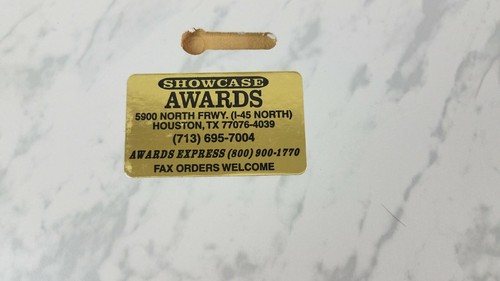 SHOWCASE
AWARDS
5900 NORTH FRWY. (I-45 NORTH)
HOUSTON, TX 77076-4039
(713) 695-7004
AWARDS EXPRESS (800) 900-1770
FAX ORDERS WELCOME